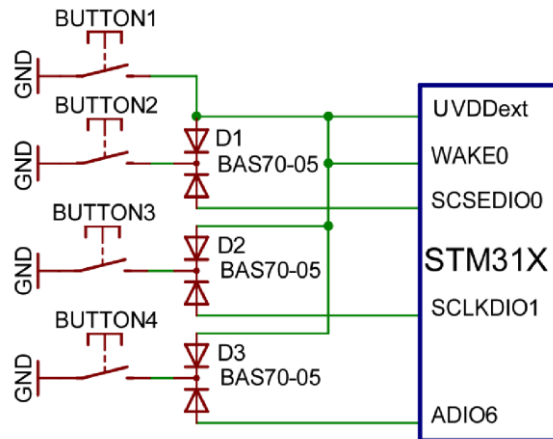 BUTTON1
GND
BUTTON2
UVDDext
D1
BAS70-05
WAKE0
GND
SCSEDIO0
BUTTON3
D2
BAS70-05
STM31X
GND
SCLKDIO1
BUTTON4
D3
BAS70-05
GND
ADIO6